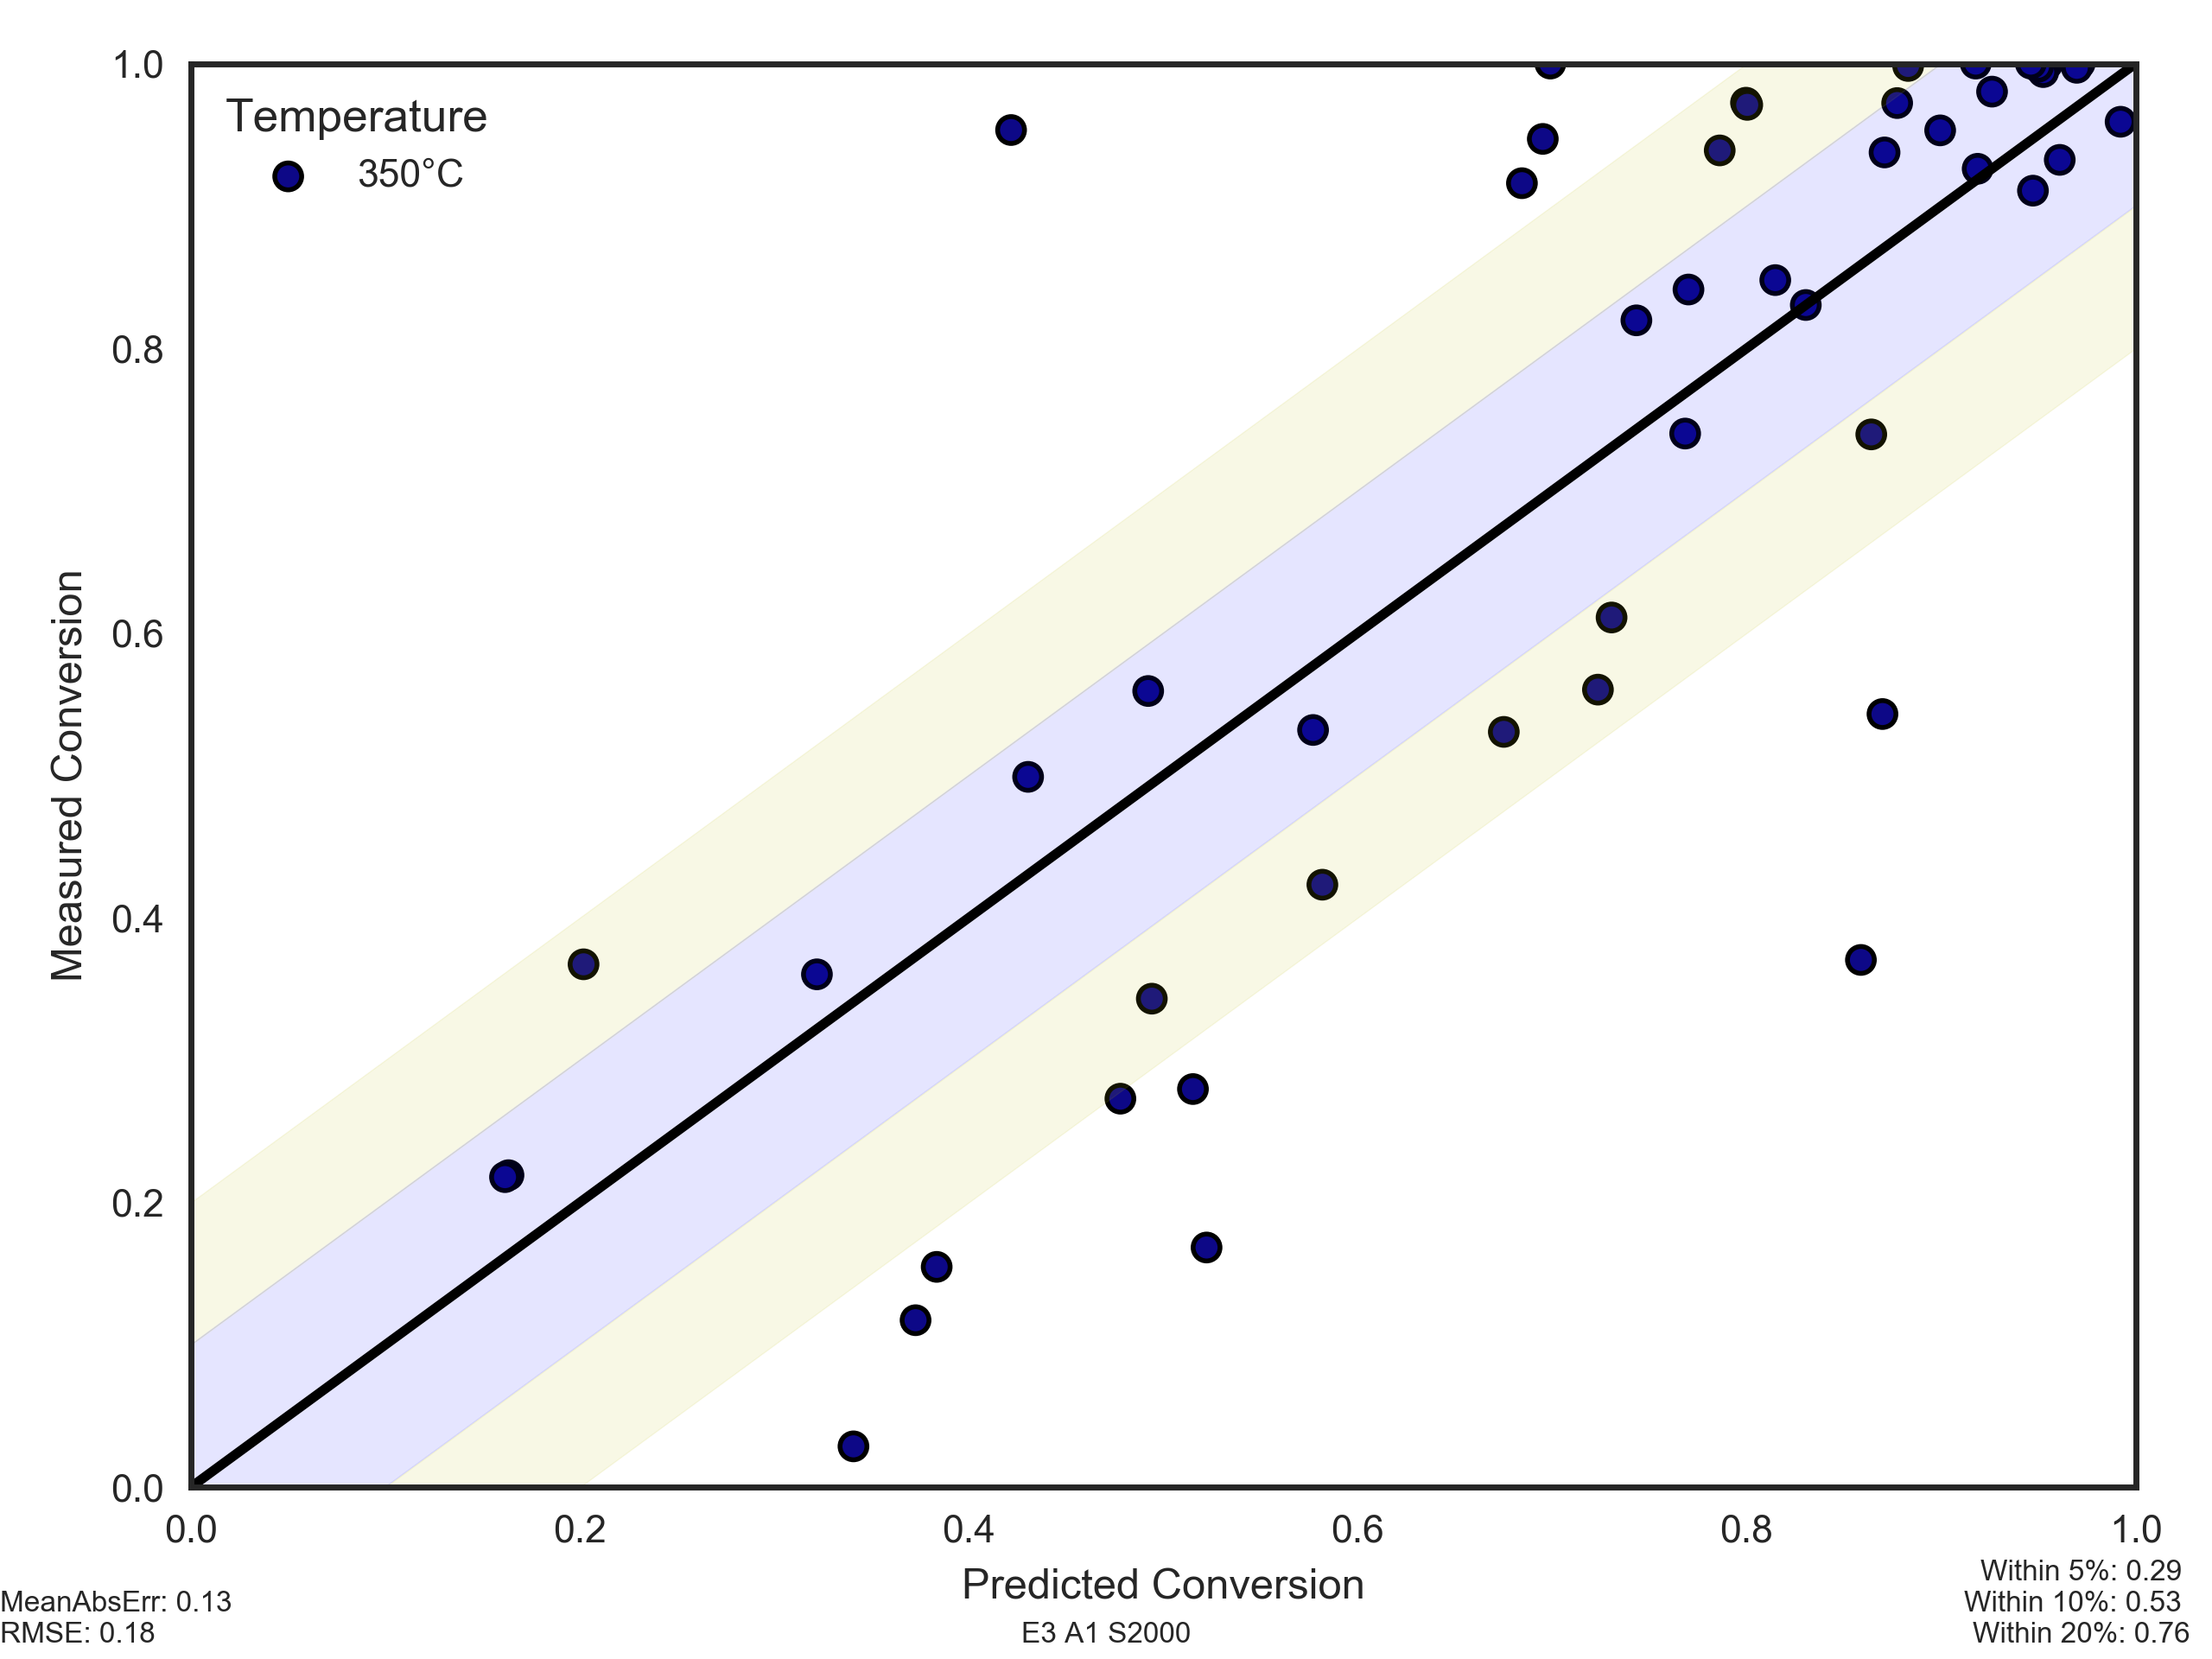 1.0
Temperature
350°C
0.8
0.6
0.4
0.2
0.0
Measured Conversion
0.0 0.2 0.4 0.6 0.8 1.0
Predicted Conversion
E3 A1 S2000
MeanAbsErr: 0.13
RMSE: 0.18
Within 5%: 0.29
Within 10%: 0.53
Within 20%: 0.76